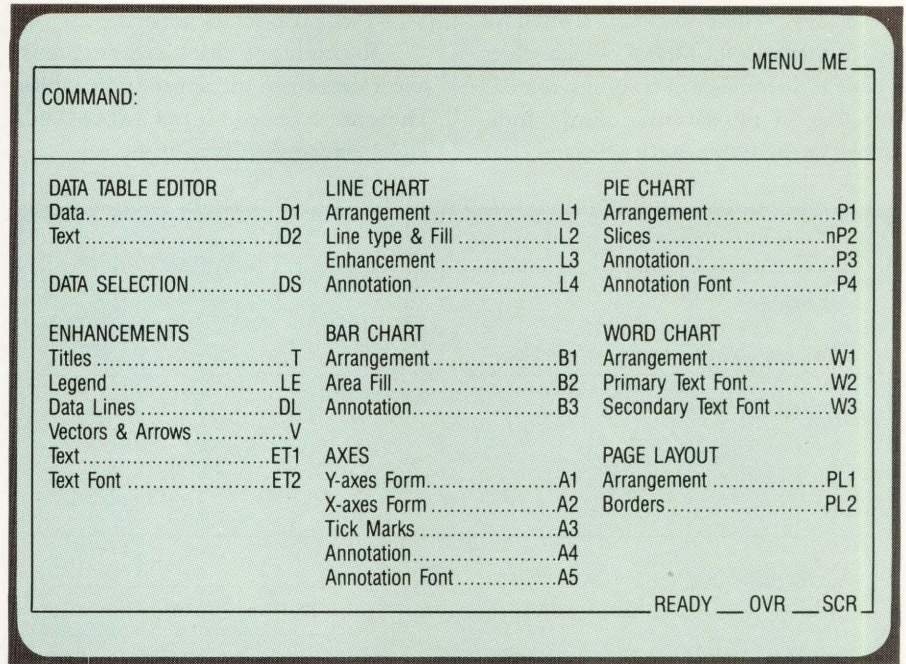 MENU_ME
COMMAND:
DATA TABLE EDITOR
Data..............................D1
Text..............................D2
DATA SELECTION.............DS
ENHANCEMENTS
Titles.............................T
Legend..........................LE
Data Lines.....................DL
Vectors & Arrows..............V
Text.............................ET1
Text Font......................ET2
LINE CHART
Arrangement...................L1
Line type & Fill................L2
Enhancement..................L3
Annotation......................L4
BAR CHART
Arrangement...................B1
Area Fill.........................B2
Annotation......................B3
AXES
Y-axes Form....................A1
X-axes Form....................A2
Tick Marks......................A3
Annotation......................A4
Annotation Font...............A5
PIE CHART
Arrangement...................P1
Slices............................nP2
Annotation......................P3
Annotation Font...............P4
WORD CHART
Arrangement...................W1
Primary Text Font.............W2
Secondary Text Font.........W3
PAGE LAYOUT
Arrangement..................PL1
Borders.........................PL2
READY __ OVR __ SCR